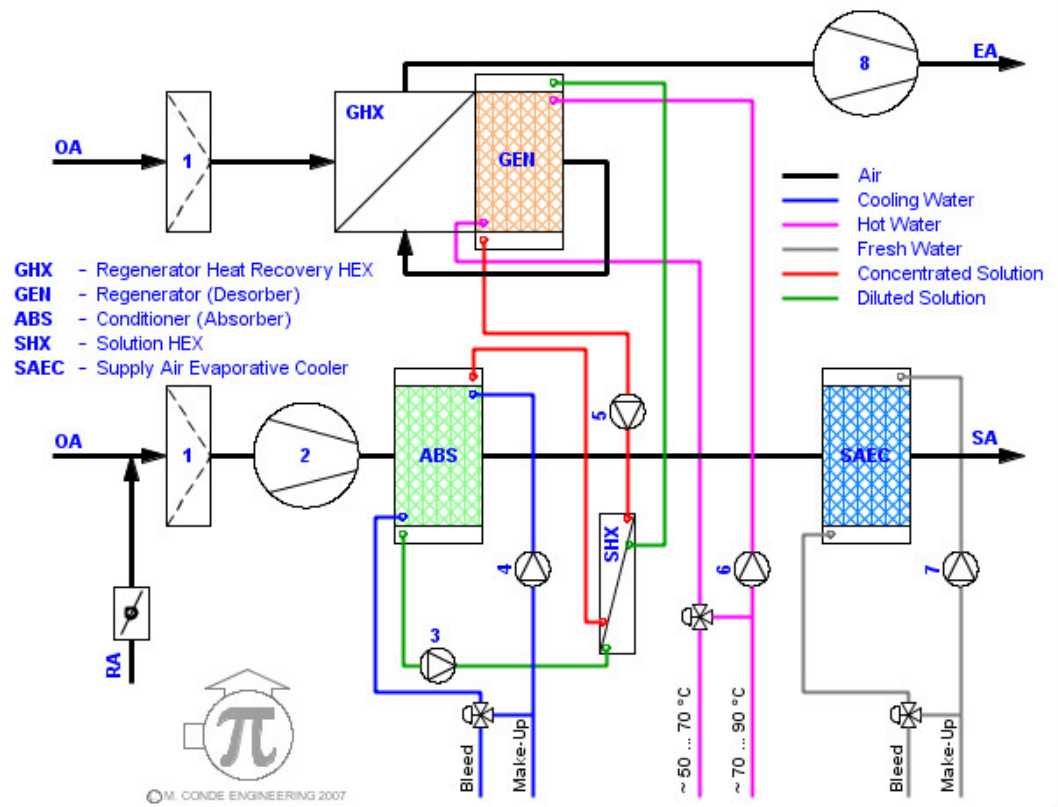 8
EA
GHX
OA
1
GEN
Air
Cooling Water
Hot Water
Fresh Water
Concentrated Solution
Diluted Solution
GHX - Regenerator Heat Recovery HEX
GEN - Regenerator (Desorber)
ABS - Conditioner (Absorber)
SHX - Solution HEX
SAEC - Supply Air Evaporative Cooler
5
OA
1
2
ABS
SAEC
SA
SHX
4
6
7
3
RA
π
Bleed
Make-Up
~ 50 ... 70 °C
~ 70 ... 90 °C
Bleed
Make-Up
© M. CONDE ENGINEERING 2007